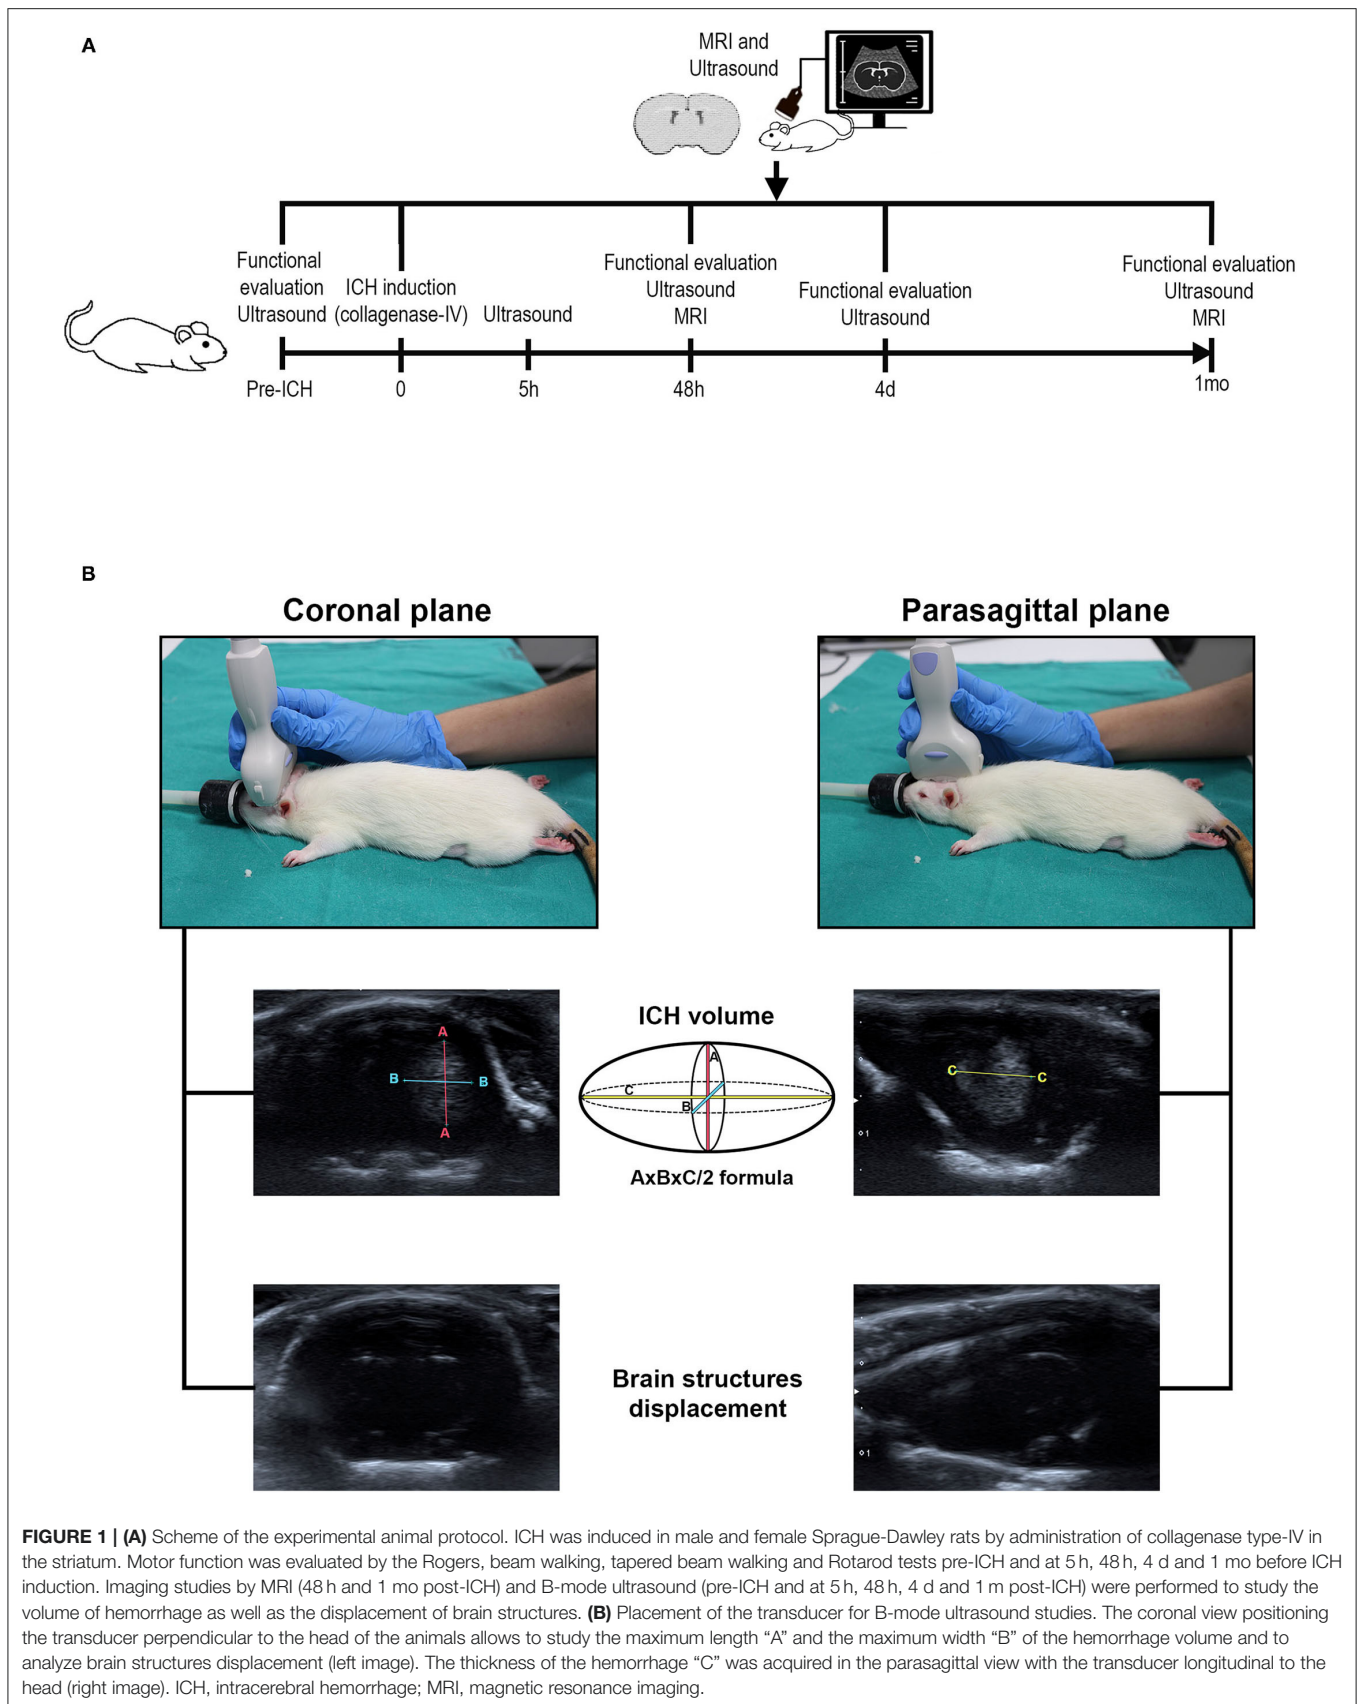 A
MRI and
Ultrasound
Functional
evaluation
Ultrasound
ICH induction
(collagenase-IV)
Ultrasound
Functional evaluation
Ultrasound
MRI
Functional evaluation
Ultrasound
Functional evaluation
Ultrasound
MRI
Pre-ICH
0
5h
48h
4d
1mo
B
Coronal plane
Parasagittal plane
A
B
B
A
ICH volume
A
C
B
AxBxC/2 formula
C
C
1
Brain structures
displacement
1
FIGURE 1 | (A) Scheme of the experimental animal protocol. ICH was induced in male and female Sprague-Dawley rats by administration of collagenase type-IV in
the striatum. Motor function was evaluated by the Rogers, beam walking, tapered beam walking and Rotarod tests pre-ICH and at 5 h, 48 h, 4 d and 1 mo before ICH
induction. Imaging studies by MRI (48 h and 1 mo post-ICH) and B-mode ultrasound (pre-ICH and at 5 h, 48 h, 4 d and 1 m post-ICH) were performed to study the
volume of hemorrhage as well as the displacement of brain structures. (B) Placement of the transducer for B-mode ultrasound studies. The coronal view positioning
the transducer perpendicular to the head of the animals allows to study the maximum length “A” and the maximum width “B” of the hemorrhage volume and to
analyze brain structures displacement (left image). The thickness of the hemorrhage “C” was acquired in the parasagittal view with the transducer longitudinal to the
head (right image). ICH, intracerebral hemorrhage; MRI, magnetic resonance imaging.